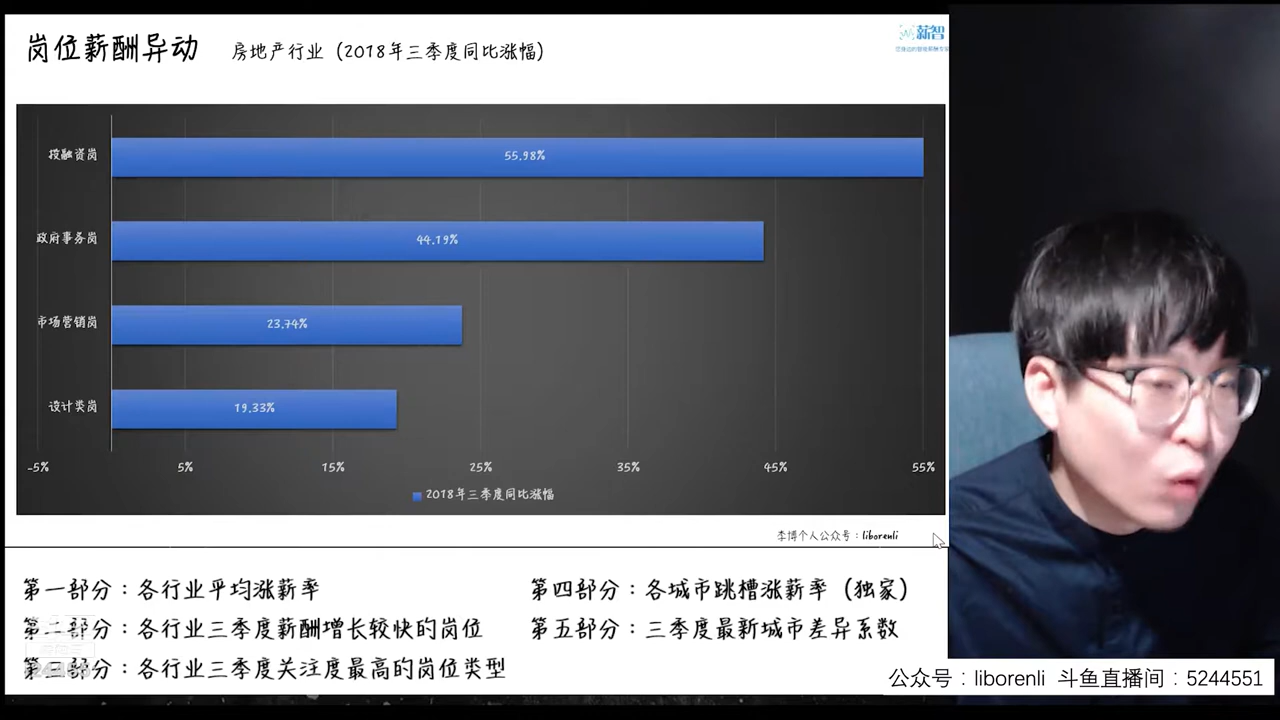 岗位薪酬异动 房地产行业（2018年三季度同比涨幅）
薪智
投融资岗
55.98%
政府事务岗
44.19%
市场营销岗
23.74%
设计类岗
19.33%
-5% 5% 15% 25% 35% 45% 55%
2018年三季度同比涨幅
李博个人公众号：liborenli
第一部分：各行业平均涨薪率
第二部分：各行业三季度薪酬增长较快的岗位
第三部分：各行业三季度关注度最高的岗位类型
第四部分：各城市跳槽涨薪率（独家）
第五部分：三季度最新城市差异系数
公众号：liborenli 斗鱼直播间：5244551